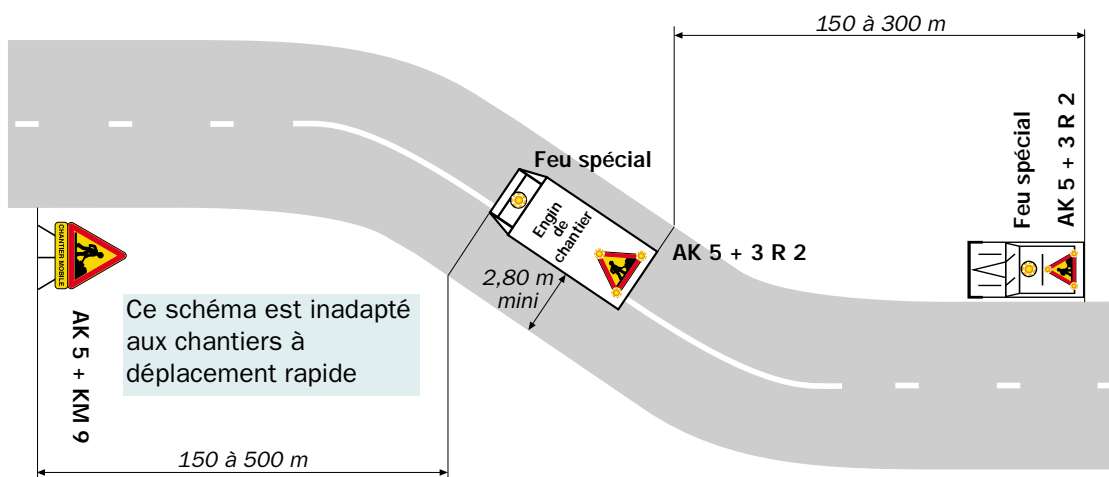 150 à 300 m
Feu spécial
AK 5 + 3 R 2
Feu spécial
Engin
de
chantier
AK 5 + 3 R 2
2,80 m
mini
CHANTIER MOBILE
AK 5 + KM 9
Ce schéma est inadapté
aux chantiers à
déplacement rapide
150 à 500 m